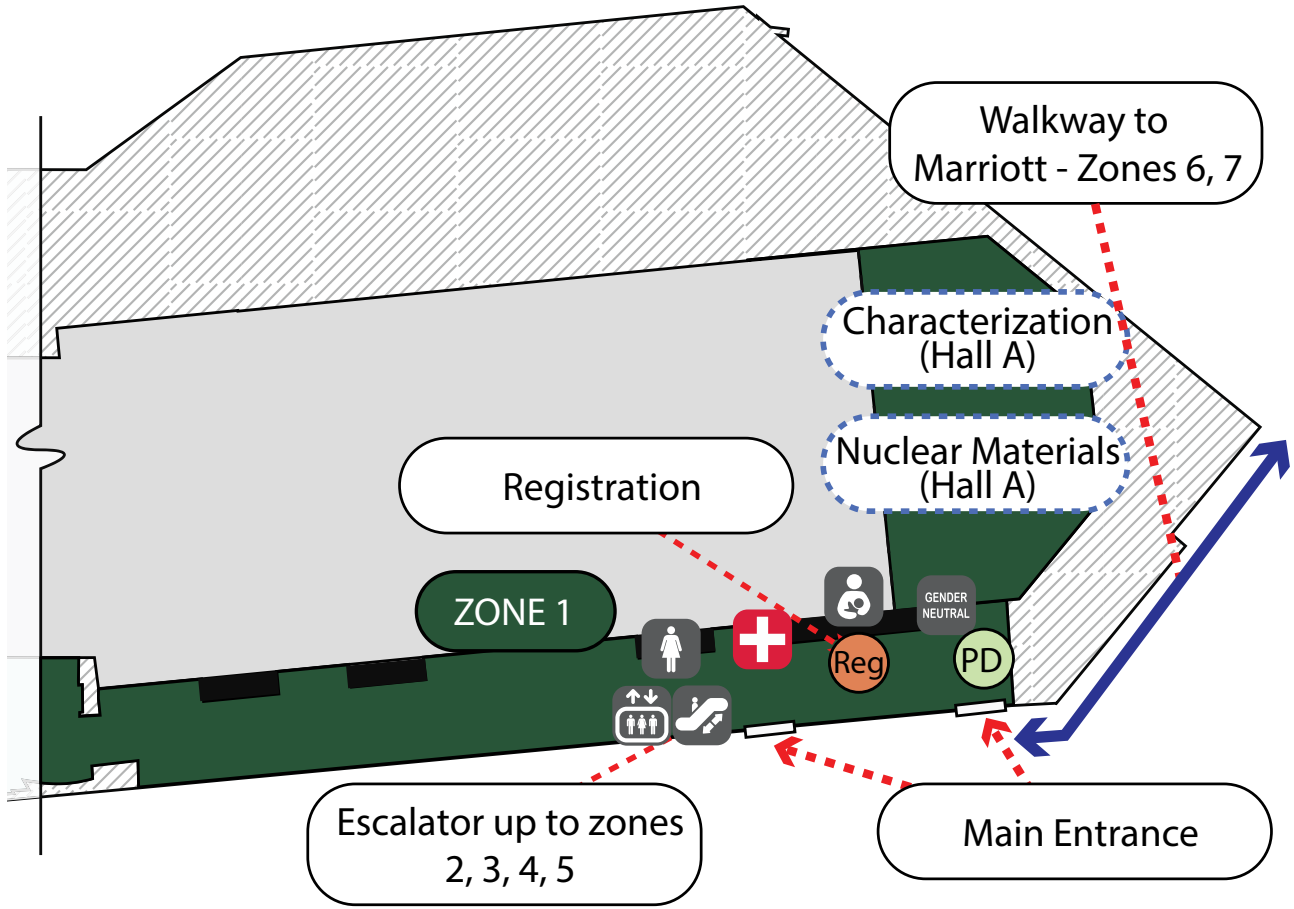 Walkway to
Marriott - Zones 6, 7
Characterization
(Hall A)
Nuclear Materials
(Hall A)
Registration
ZONE 1
GENDER
NEUTRAL
Reg
PD
Escalator up to zones
2, 3, 4, 5
Main Entrance